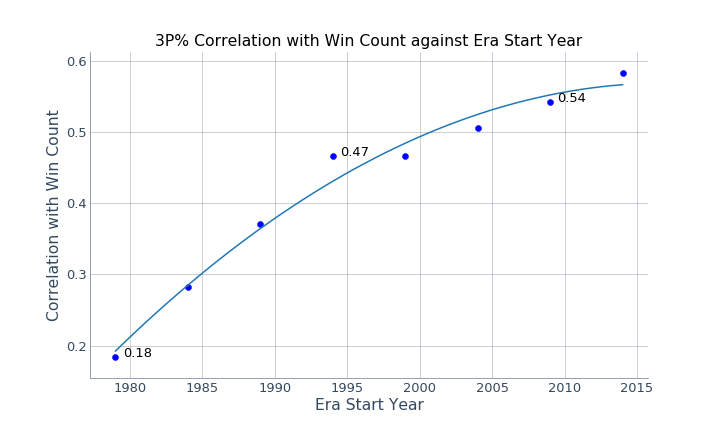 3P% Correlation with Win Count against Era Start Year
0.6
0.5
0.4
0.3
0.2
Correlation with Win Count
0.54
0.47
0.18
1980 1985 1990 1995 2000 2005 2010 2015
Era Start Year